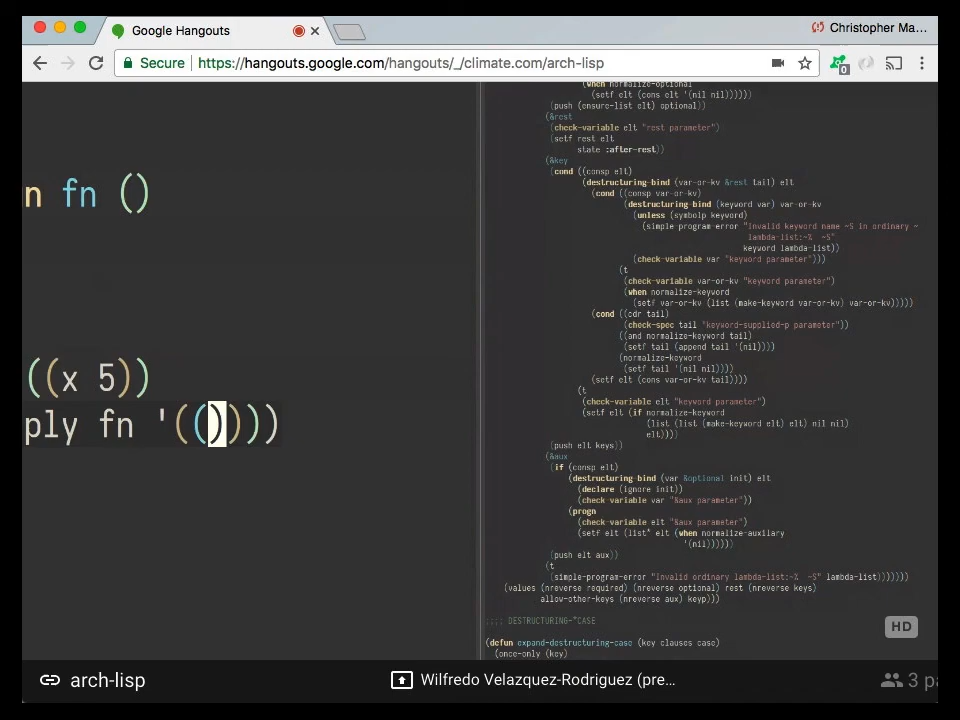 Google Hangouts
Christopher Ma...
Secure
https://hangouts.google.com/hangouts/_/climate.com/arch-lisp
0
n fn ()
((x 5))
ply fn '(())))
(when normalize-optional
(setf elt (cons elt '(nil nil)))))
(push (ensure-list elt) optional))
(&rest
(check-variable elt "rest parameter")
(setf rest elt
state :after-rest))
(&key
(cond ((consp elt)
(destructuring-bind (var-or-kv &rest tail) elt
(cond ((consp var-or-kv)
(destructuring-bind (keyword var) var-or-kv
(unless (symbolp keyword)
(simple-program-error "Invalid keyword name ~S in ordinary ~
lambda-list:~% ~S"
keyword lambda-list))
(check-variable var "keyword parameter")))
(t
(check-variable var-or-kv "keyword parameter")
(when normalize-keyword
(setf var-or-kv (list (make-keyword var-or-kv) var-or-kv)))))
(cond ((cdr tail)
(check-spec tail "keyword-supplied-p parameter"))
((and normalize-keyword tail)
(setf tail (append tail '(nil))))
(normalize-keyword
(setf tail '(nil nil))))
(setf elt (cons var-or-kv tail))))
(t
(check-variable elt "keyword parameter")
(setf elt (if normalize-keyword
(list (list (make-keyword elt) elt) nil nil)
elt))))
(push elt keys))
(&aux
(if (consp elt)
(destructuring-bind (var &optional init) elt
(declare (ignore init))
(check-variable var "&aux parameter"))
(progn
(check-variable elt "&aux parameter")
(setf elt (list* elt (when normalize-auxilary
'(nil))))))
(push elt aux))
(t
(simple-program-error "Invalid ordinary lambda-list:~% ~S" lambda-list)))))))
(values (nreverse required) (nreverse optional) rest (nreverse keys)
allow-other-keys (nreverse aux) keyp)))
;;;; DESTRUCTURING-*CASE
(defun expand-destructuring-case (key clauses case)
(once-only (key)
HD
arch-lisp
Wilfredo Velazquez-Rodriguez (pre...
3 pa